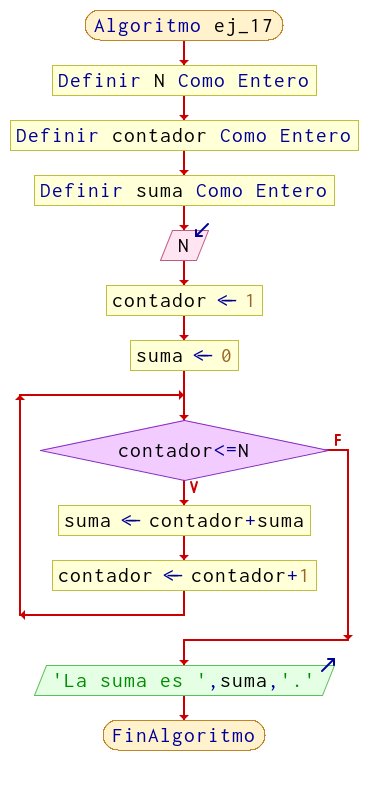 Algoritmo ej_17
Definir N Como Entero
Definir contador Como Entero
Definir suma Como Entero
N
contador ← 1
suma ← 0
contador<=N
F
V
suma ← contador+suma
contador ← contador+1
'La suma es ',suma,'.'
FinAlgoritmo